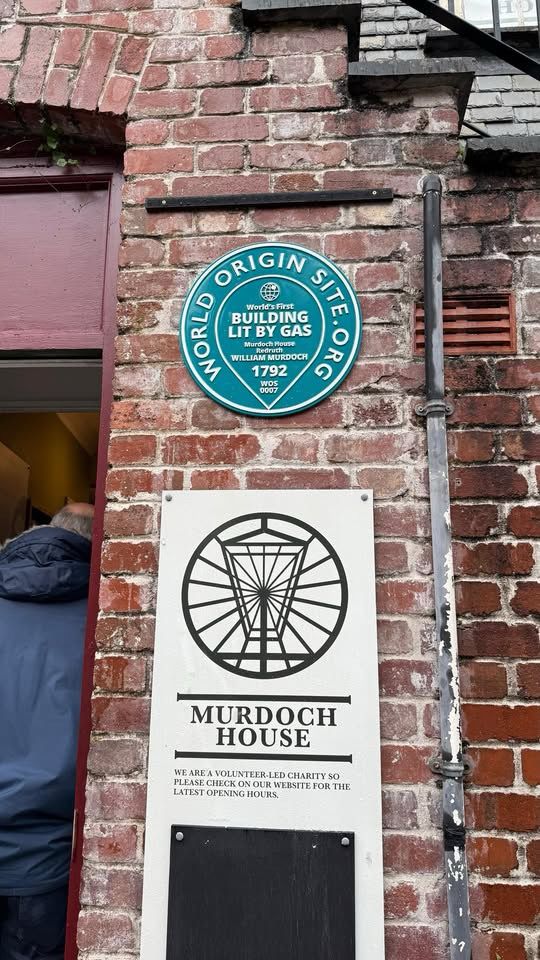 WORLD ORIGIN SITE.ORG
World's First
BUILDING
LIT BY GAS
Murdoch House
Redruth
WILLIAM MURDOCH
1792
WOS
0007
MURDOCH
HOUSE
WE ARE A VOLUNTEER-LED CHARITY SO
PLEASE CHECK ON OUR WEBSITE FOR THE
LATEST OPENING HOURS.